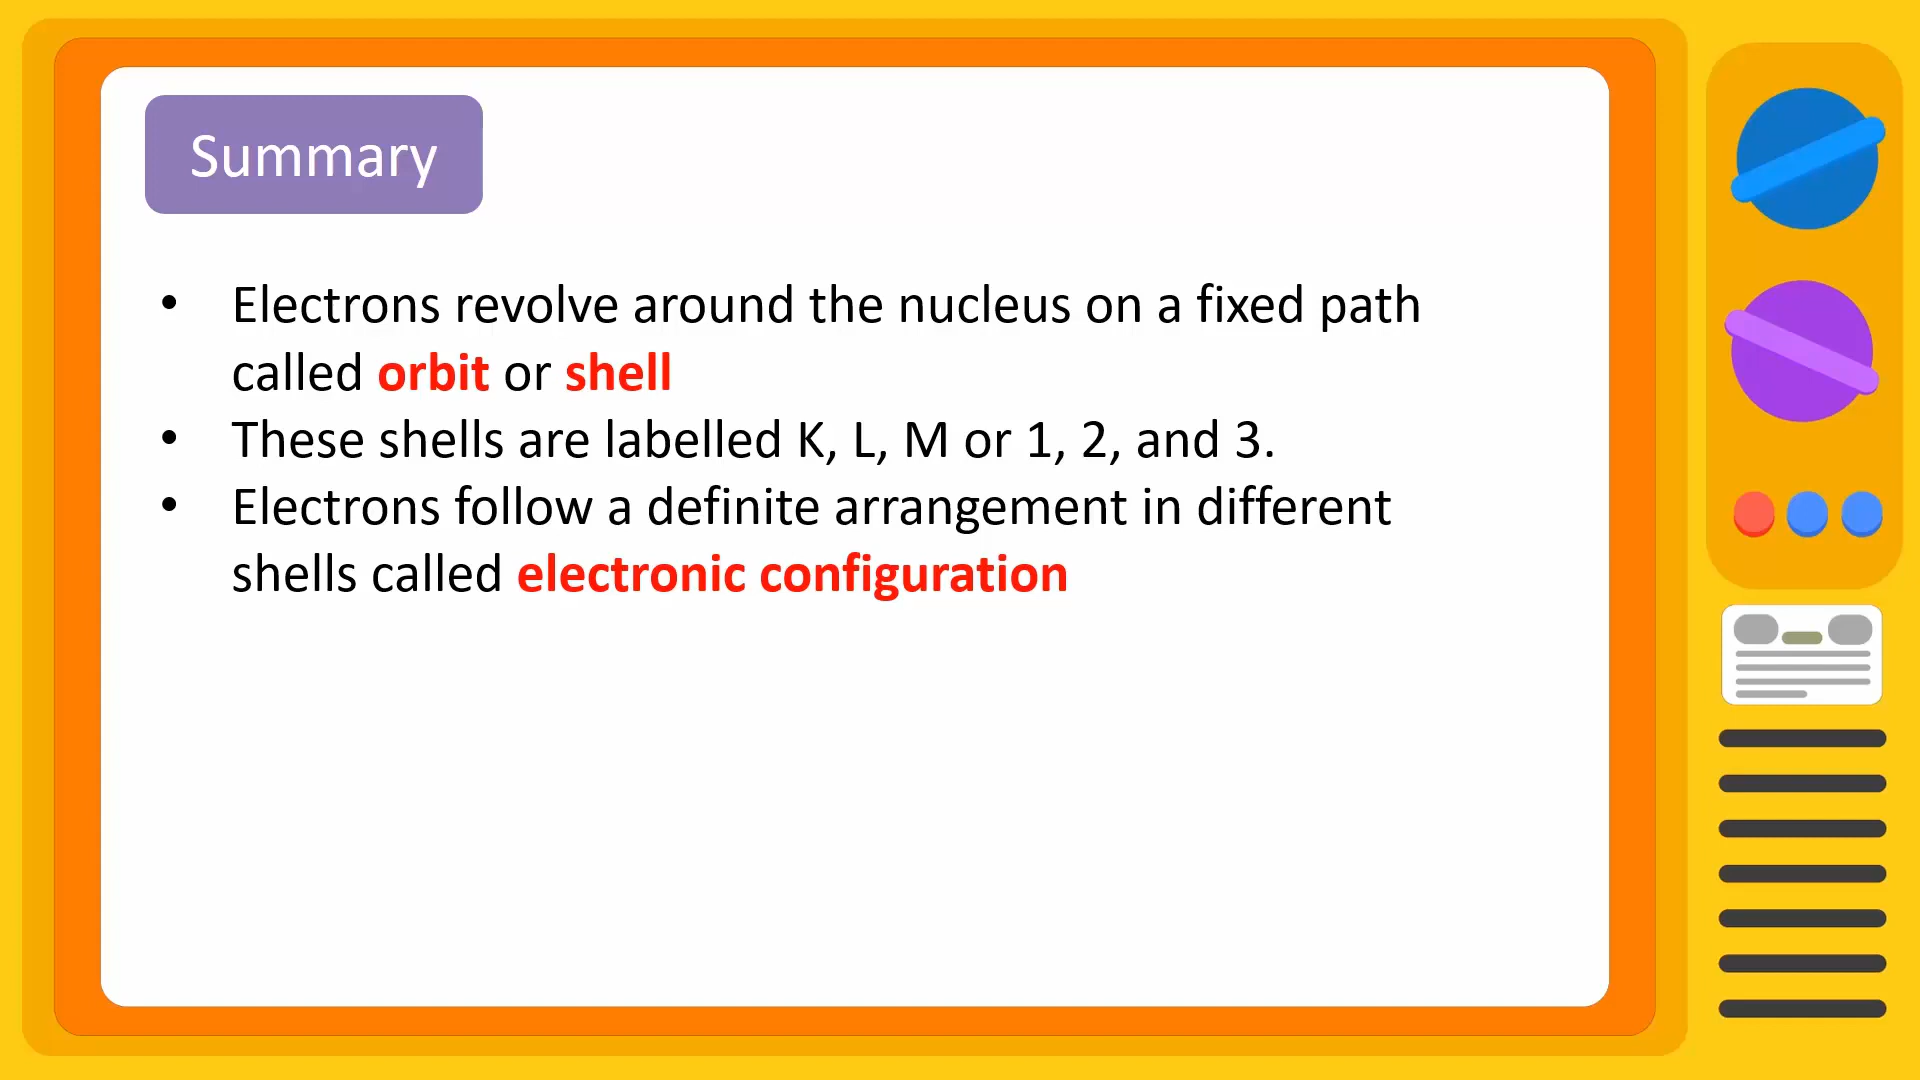 Summary
• Electrons revolve around the nucleus on a fixed path
called orbit or shell
• These shells are labelled K, L, M or 1, 2, and 3.
• Electrons follow a definite arrangement in different
shells called electronic configuration